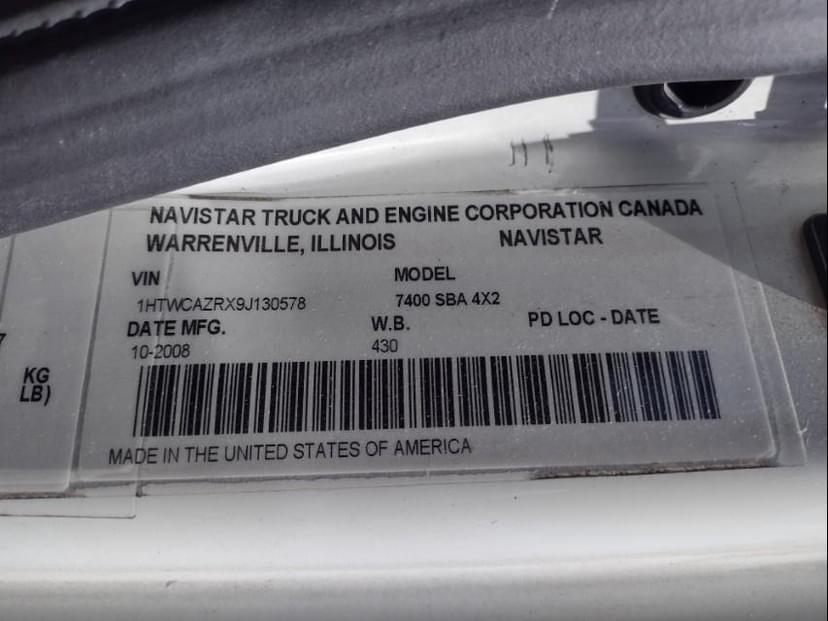 NAVISTAR TRUCK AND ENGINE CORPORATION CANADA
WARRENVILLE, ILLINOIS NAVISTAR
VIN MODEL
1HTWCAZRX9J130578 7400 SBA 4X2
DATE MFG. W.B. PD LOC - DATE
10-2008 430
KG
LB)
MADE IN THE UNITED STATES OF AMERICA